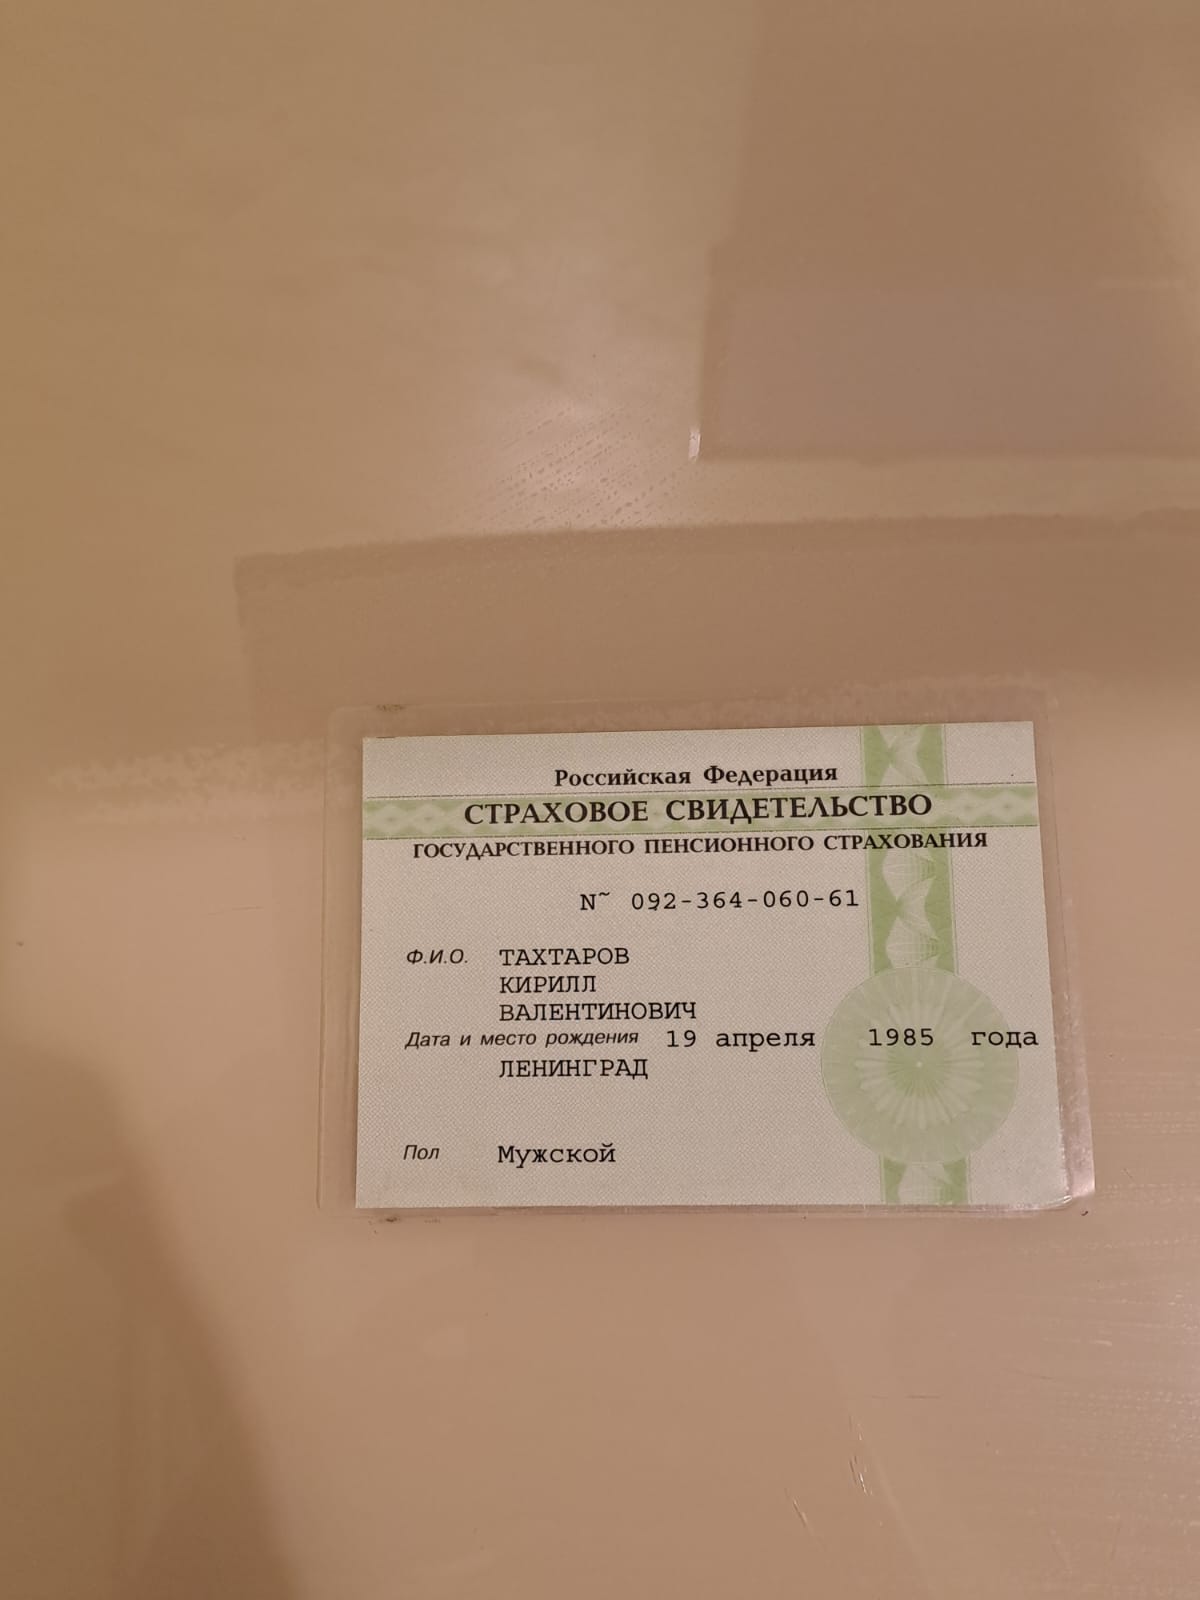 Российская Федерация
СТРАХОВОЕ СВИДЕТЕЛЬСТВО
ГОСУДАРСТВЕННОГО ПЕНСИОННОГО СТРАХОВАНИЯ
N~ 092-364-060-61
Ф.И.О. ТАХТАРОВ
КИРИЛЛ
ВАЛЕНТИНОВИЧ
Дата и место рождения 19 апреля 1985 года
ЛЕНИНГРАД
Пол Мужской